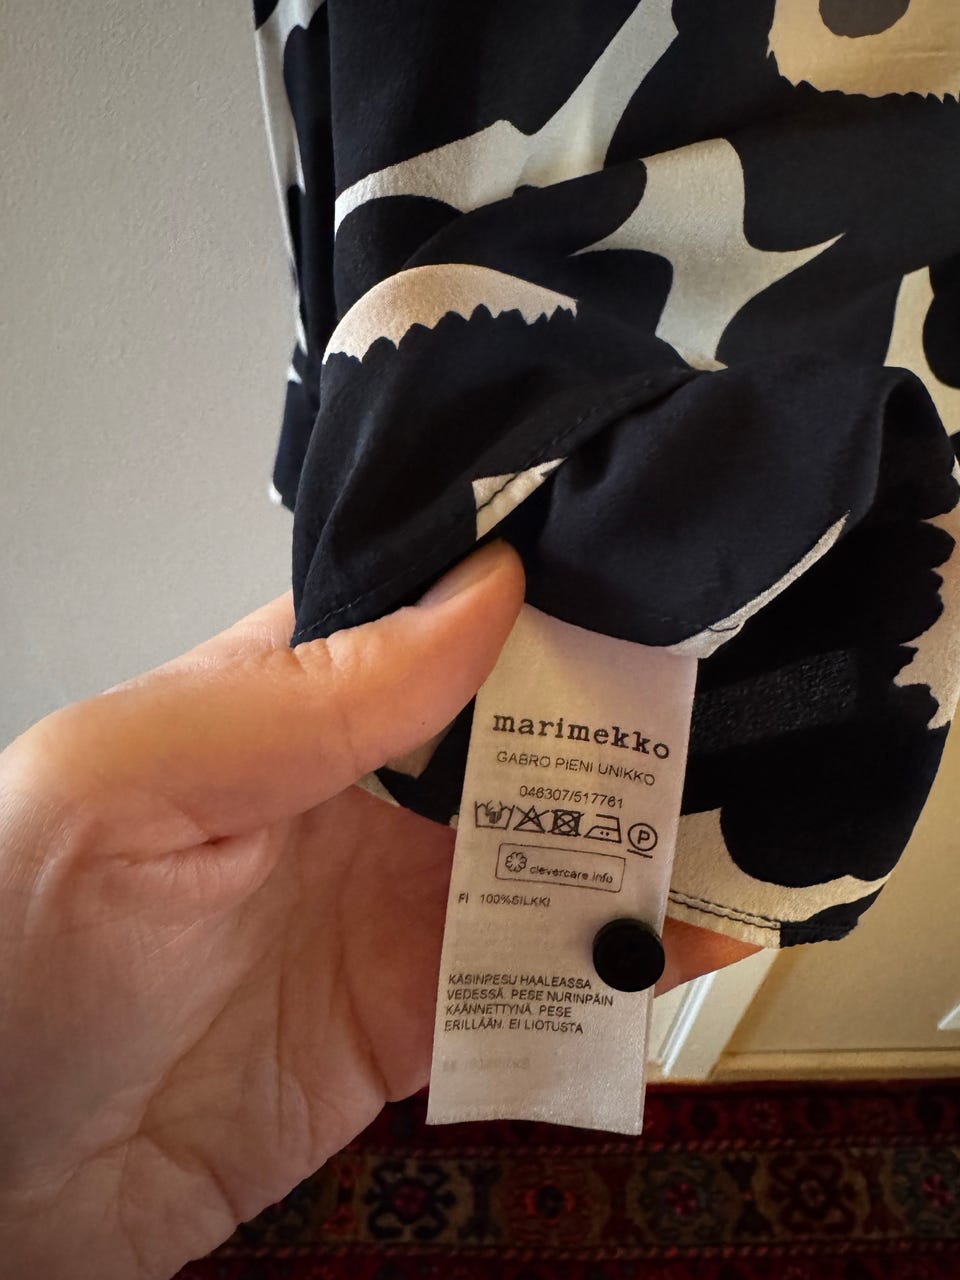 marimekko
GABRO PIENI UNIKKO
046307/517761
P
clevercare.info
FI 100%SILKKI
KÄSINPESU HAALEASSA
VEDESSÄ. PESE NURINPÄIN
KÄÄNNETTYNÄ. PESE
ERILLÄÄN. EI LIOTUSTA